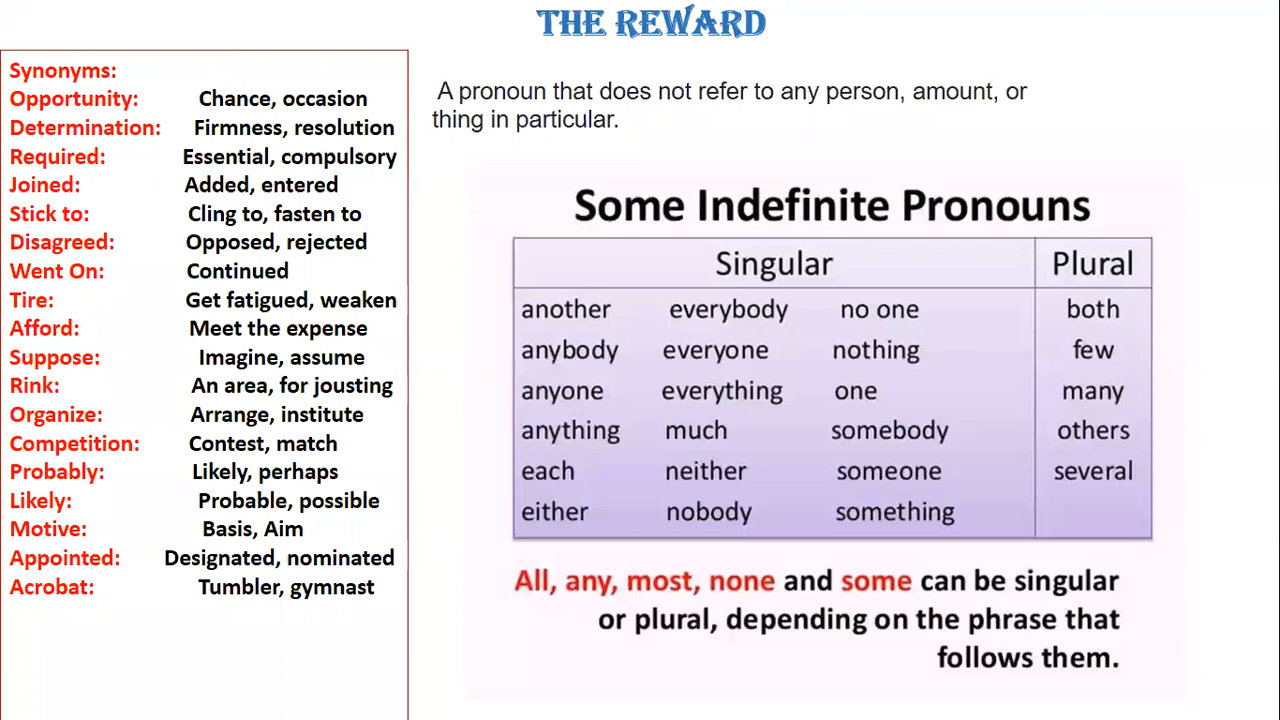 THE REWARD
Synonyms:
Opportunity: Chance, occasion
Determination: Firmness, resolution
Required: Essential, compulsory
Joined: Added, entered
Stick to: Cling to, fasten to
Disagreed: Opposed, rejected
Went On: Continued
Tire: Get fatigued, weaken
Afford: Meet the expense
Suppose: Imagine, assume
Rink: An area, for jousting
Organize: Arrange, institute
Competition: Contest, match
Probably: Likely, perhaps
Likely: Probable, possible
Motive: Basis, Aim
Appointed: Designated, nominated
Acrobat: Tumbler, gymnast
A pronoun that does not refer to any person, amount, or
thing in particular.
Some Indefinite Pronouns
Singular Plural
another everybody no one both
anybody everyone nothing few
anyone everything one many
anything much somebody others
each neither someone several
either nobody something
All, any, most, none and some can be singular
or plural, depending on the phrase that
follows them.